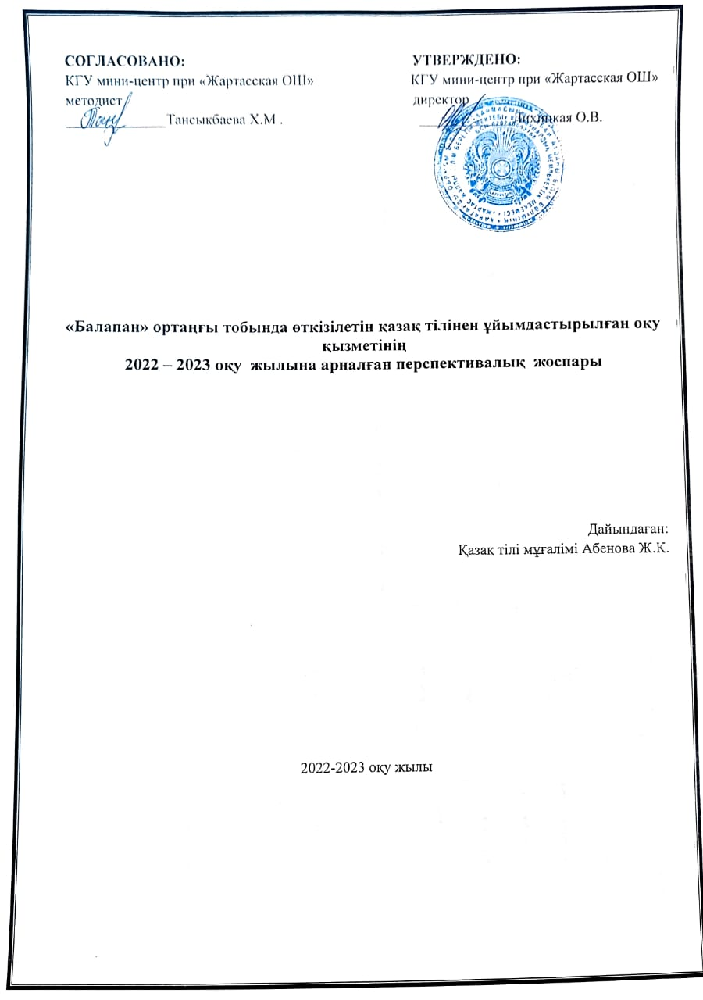 СОГЛАСОВАНО:
КГУ мини-центр при «Жартасская ОШ»
методист
Тансыкбаева Х.М .
УТВЕРЖДЕНО:
КГУ мини-центр при «Жартасская ОШ»
директор
Лихицкая О.В.
«Балапан» ортаңғы тобында өткізілетін қазақ тілінен ұйымдастырылған оқу
қызметінің
2022 – 2023 оқу жылына арналған перспективалық жоспары
Дайындаған:
Қазақ тілі мұғалімі Абенова Ж.К.
2022-2023 оқу жылы